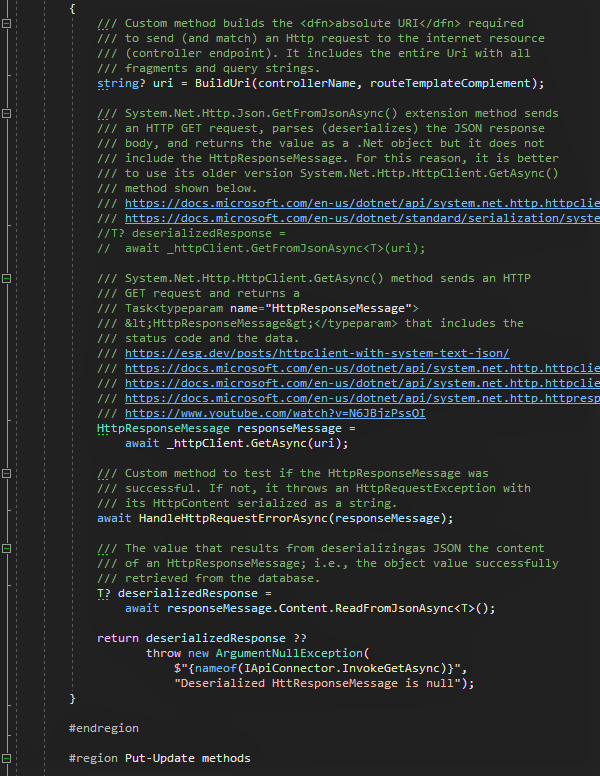 {
/// Custom method builds the <dfn>absolute URI</dfn> required
/// to send (and match) an Http request to the internet resource
/// (controller endpoint). It includes the entire Uri with all
/// fragments and query strings.
string? uri = BuildUri(controllerName, routeTemplateComplement);
/// System.Net.Http.Json.GetFromJsonAsync() extension method sends
/// an HTTP GET request, parses (deserializes) the JSON response
/// body, and returns the value as a .Net object but it does not
/// include the HttpResponseMessage. For this reason, it is better
/// to use its older version System.Net.Http.HttpClient.GetAsync()
/// method shown below.
/// https://docs.microsoft.com/en-us/dotnet/api/system.net.http.httpclie
/// https://docs.microsoft.com/en-us/dotnet/standard/serialization/syste
//T? deserializedResponse =
//  await _httpClient.GetFromJsonAsync<T>(uri);
/// System.Net.Http.HttpClient.GetAsync() method sends an HTTP
/// GET request and returns a
/// Task<typeparam name="HttpResponseMessage">
/// &lt;HttpResponseMessage&gt;</typeparam> that includes the
/// status code and the data.
/// https://esg.dev/posts/httpclient-with-system-text-json/
/// https://docs.microsoft.com/en-us/dotnet/api/system.net.http.httpclie
/// https://docs.microsoft.com/en-us/dotnet/api/system.net.http.httpclie
/// https://docs.microsoft.com/en-us/dotnet/api/system.net.http.httpresp
/// https://www.youtube.com/watch?v=N6JBjzPssQI
HttpResponseMessage responseMessage =
await _httpClient.GetAsync(uri);
/// Custom method to test if the HttpResponseMessage was
/// successful. If not, it throws an HttpRequestException with
/// its HttpContent serialized as a string.
await HandleHttpRequestErrorAsync(responseMessage);
/// The value that results from deserializingas JSON the content
/// of an HttpResponseMessage; i.e., the object value successfully
/// retrieved from the database.
T? deserializedResponse =
await responseMessage.Content.ReadFromJsonAsync<T>();
return deserializedResponse ??
throw new ArgumentNullException(
$"{nameof(IApiConnector.InvokeGetAsync)}",
"Deserialized HttResponseMessage is null");
}
#endregion
#region Put-Update methods